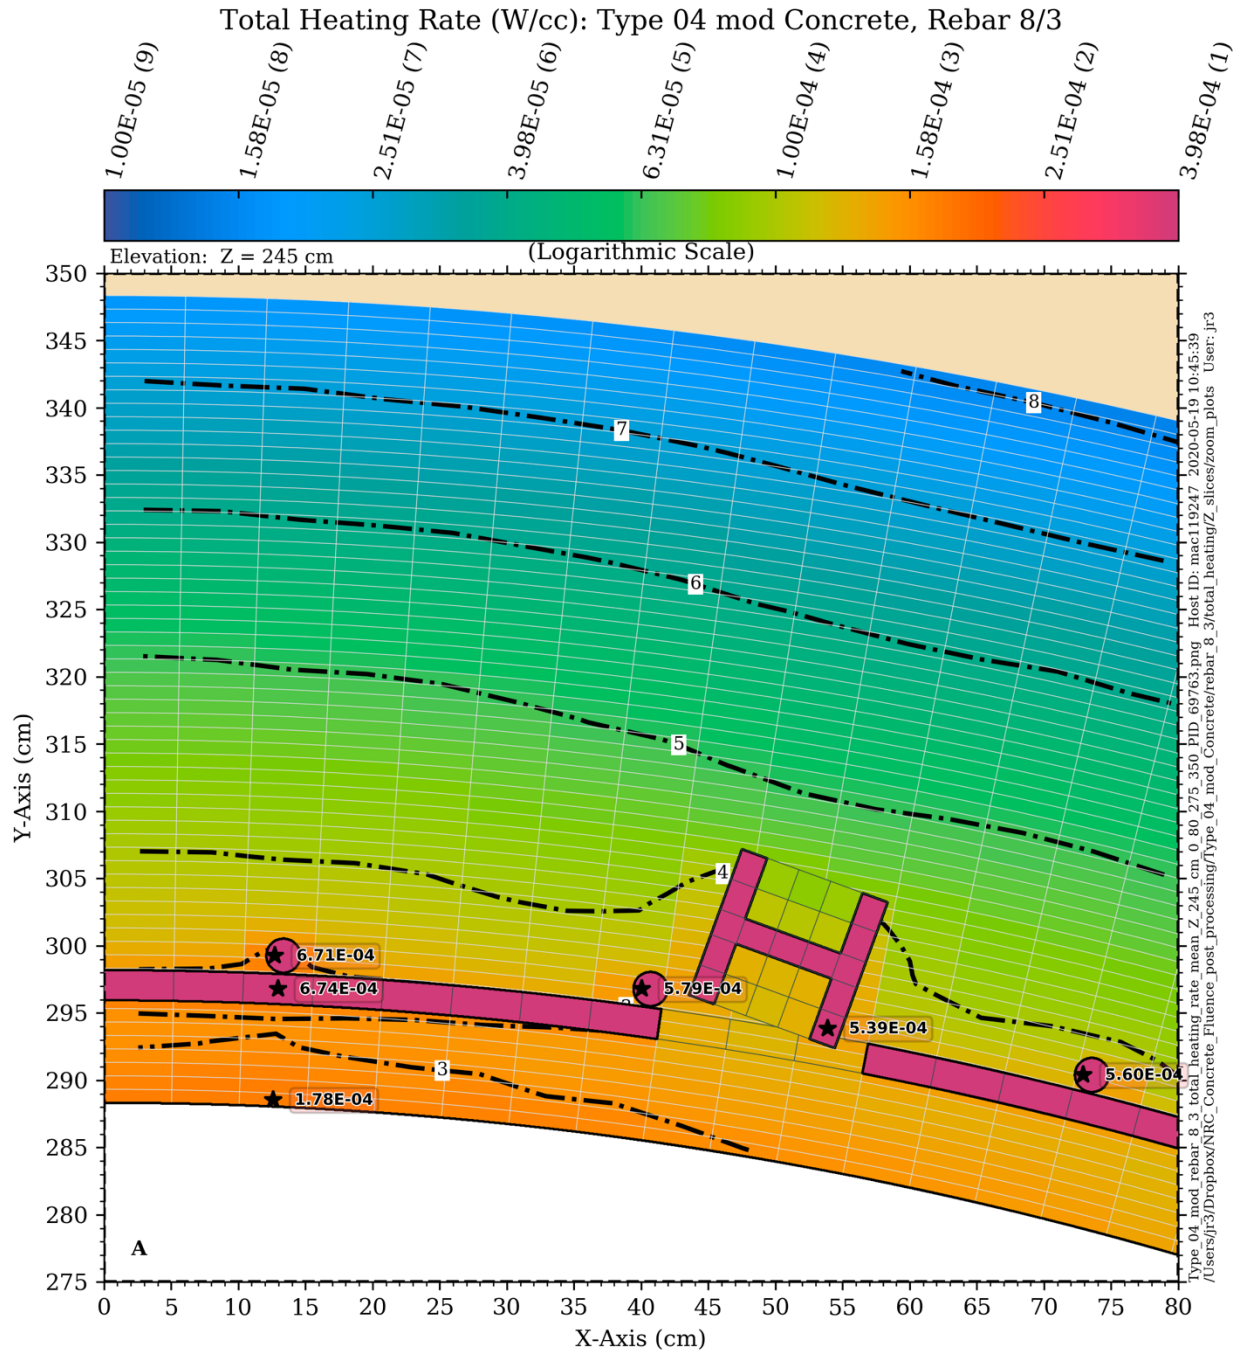 Total Heating Rate (W/cc): Type 04 mod Concrete, Rebar 8/3
1.00E-05 (9)
1.58E-05 (8)
2.51E-05 (7)
3.98E-05 (6)
6.31E-05 (5)
1.00E-04 (4)
1.58E-04 (3)
2.51E-04 (2)
3.98E-04 (1)
(Logarithmic Scale)
Elevation:  Z = 245 cm
350
345
340
335
330
325
320
315
310
305
300
295
290
285
280
275
Y-Axis (cm)
8
7
6
5
4
6.71E-04
6.74E-04
5.79E-04
5.39E-04
3
5.60E-04
1.78E-04
A
0 5 10 15 20 25 30 35 40 45 50 55 60 65 70 75 80
X-Axis (cm)
Type_04_mod_rebar_8_3_total_heating_rate_mean_Z_245_cm_0_80_275_350_PID_69763.png   Host ID: mac119247  2020-05-19 10:45:39
/Users/jr3/Dropbox/NRC_Concrete_Fluence_post_processing/Type_04_mod_Concrete/rebar_8_3/total_heating/Z_slices/zoom_plots   User: jr3